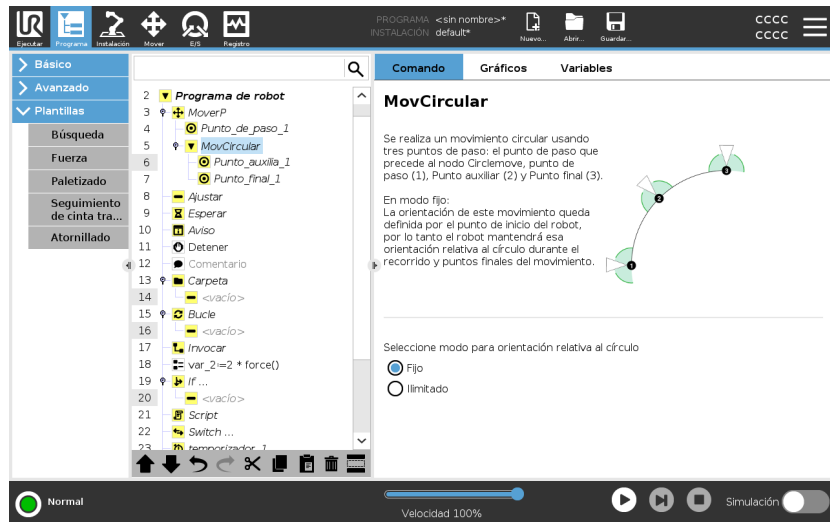 PROGRAMA <sin nombre>*
INSTALACIÓN default*
Ejecutar
Programa
Instalación
Mover
E/S
Registro
Nuevo...
Abrir...
Guardar...
cccc
cccc
Básico
Avanzado
Plantillas
Búsqueda
Fuerza
Paletizado
Seguimiento
de cinta tra...
Atornillado
2 Programa de robot
3 MoverP
4 Punto_de_paso_1
5 MovCircular
6 Punto_auxilia_1
7 Punto_final_1
8 Ajustar
9 Esperar
10 Aviso
11 Detener
12 Comentario
13 Carpeta
14 <vacío>
15 Bucle
16 <vacío>
17 Invocar
18 var_2≔2 * force()
19 If ...
20 <vacío>
21 Script
22 Switch ...
23 temporizador_1
Comando
Gráficos
Variables
MovCircular
Se realiza un movimiento circular usando
tres puntos de paso: el punto de paso que
precede al nodo Circlemove, punto de
paso (1), Punto auxiliar (2) y Punto final (3).
En modo fijo:
La orientación de este movimiento queda
definida por el punto de inicio del robot,
por lo tanto el robot mantendrá esa
orientación relativa al círculo durante el
recorrido y puntos finales del movimiento.
1
2
3
Seleccione modo para orientación relativa al círculo
Fijo
Ilimitado
Normal
Velocidad 100%
Simulación